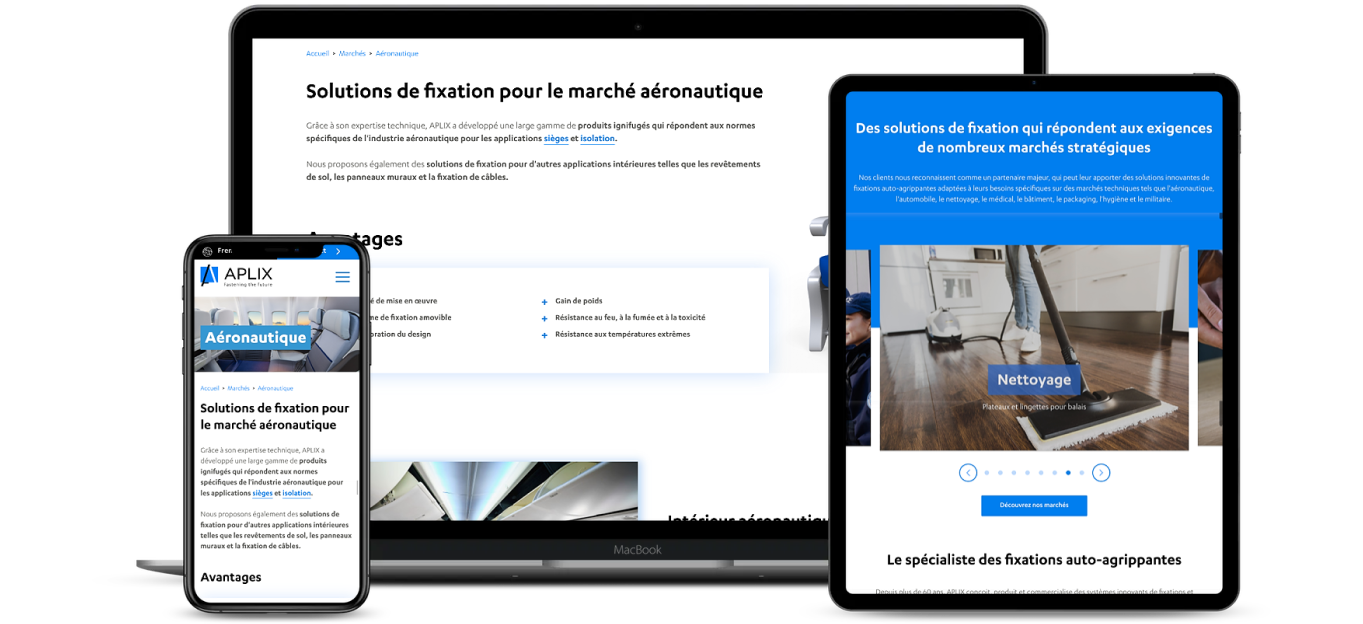 Accueil > Marchés > Aéronautique
Solutions de fixation pour le marché aéronautique
Grâce à son expertise technique, APLIX a développé une large gamme de produits ignifugés qui répondent aux normes
spécifiques de l'industrie aéronautique pour les applications sièges et isolation.
Nous proposons également des solutions de fixation pour d'autres applications intérieures telles que les revêtements
de sol, les panneaux muraux et la fixation de câbles.
de mise en œuvre
de fixation amovible
du design
+ Gain de poids
+ Résistance au feu, à la fumée et à la toxicité
+ Résistance aux températures extrêmes
Intérieur
MacBook
APLIX
fastening the future
Aéronautique
Accueil > Marchés > Aéronautique
Solutions de fixation pour
le marché aéronautique
Grâce à son expertise technique, APLIX a
développé une large gamme de produits
ignifugés qui répondent aux normes
spécifiques de l'industrie aéronautique pour
les applications sièges et isolation.
Nous proposons également des solutions de
fixation pour d'autres applications intérieures
telles que les revêtements de sol, les panneaux
muraux et la fixation de câbles.
Avantages
Des solutions de fixation qui répondent aux exigences
de nombreux marchés stratégiques
Nos clients nous reconnaissent comme un partenaire majeur, qui peut leur apporter des solutions innovantes de
fixations auto-agrippantes adaptées à leurs besoins spécifiques sur des marchés techniques tels que l'aéronautique,
l'automobile, le nettoyage, le médical, le bâtiment, le packaging, l'hygiène et le militaire.
Nettoyage
Plateaux et lingettes pour balais
Découvrez nos marchés
Le spécialiste des fixations auto-agrippantes
Depuis plus de 60 ans, APLIX conçoit, produit et commercialise des systèmes innovants de fixations et